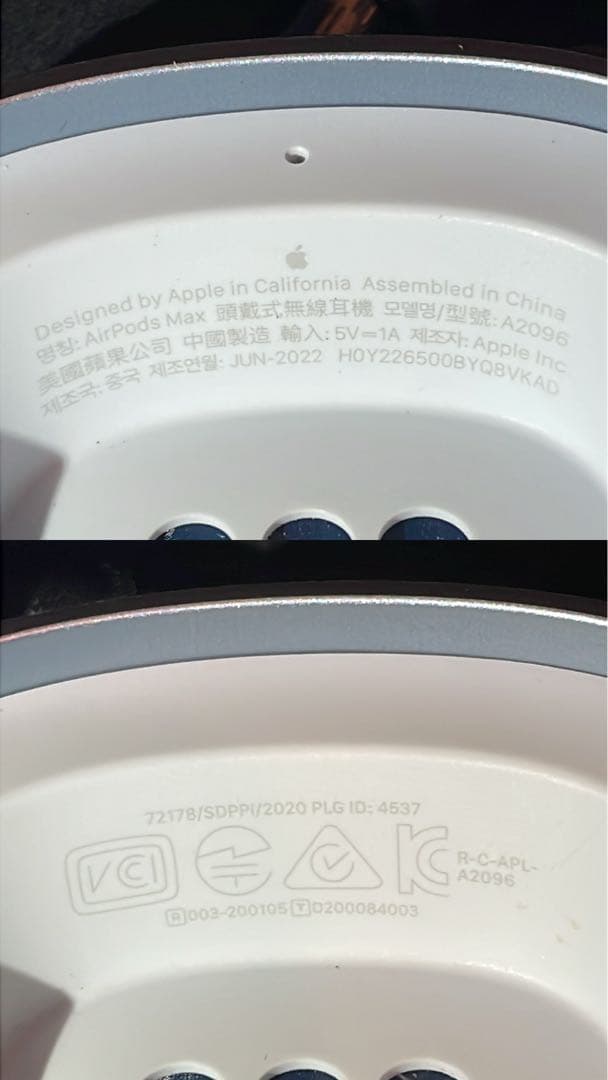 Designed by Apple in California Assembled in China
명칭: AirPods Max 頭戴式無線耳機 모델명/型號: A2096
美國蘋果公司 中國製造 輸入: 5V⎓1A 제조자: Apple Inc
제조국: 중국 제조연월: JUN-2022 H0Y226500BYQ8VKAD
72178/SDPPI/2020 PLG ID: 4537
VCI
R-C-APL-
A2096
R 003-200105 T D200084003